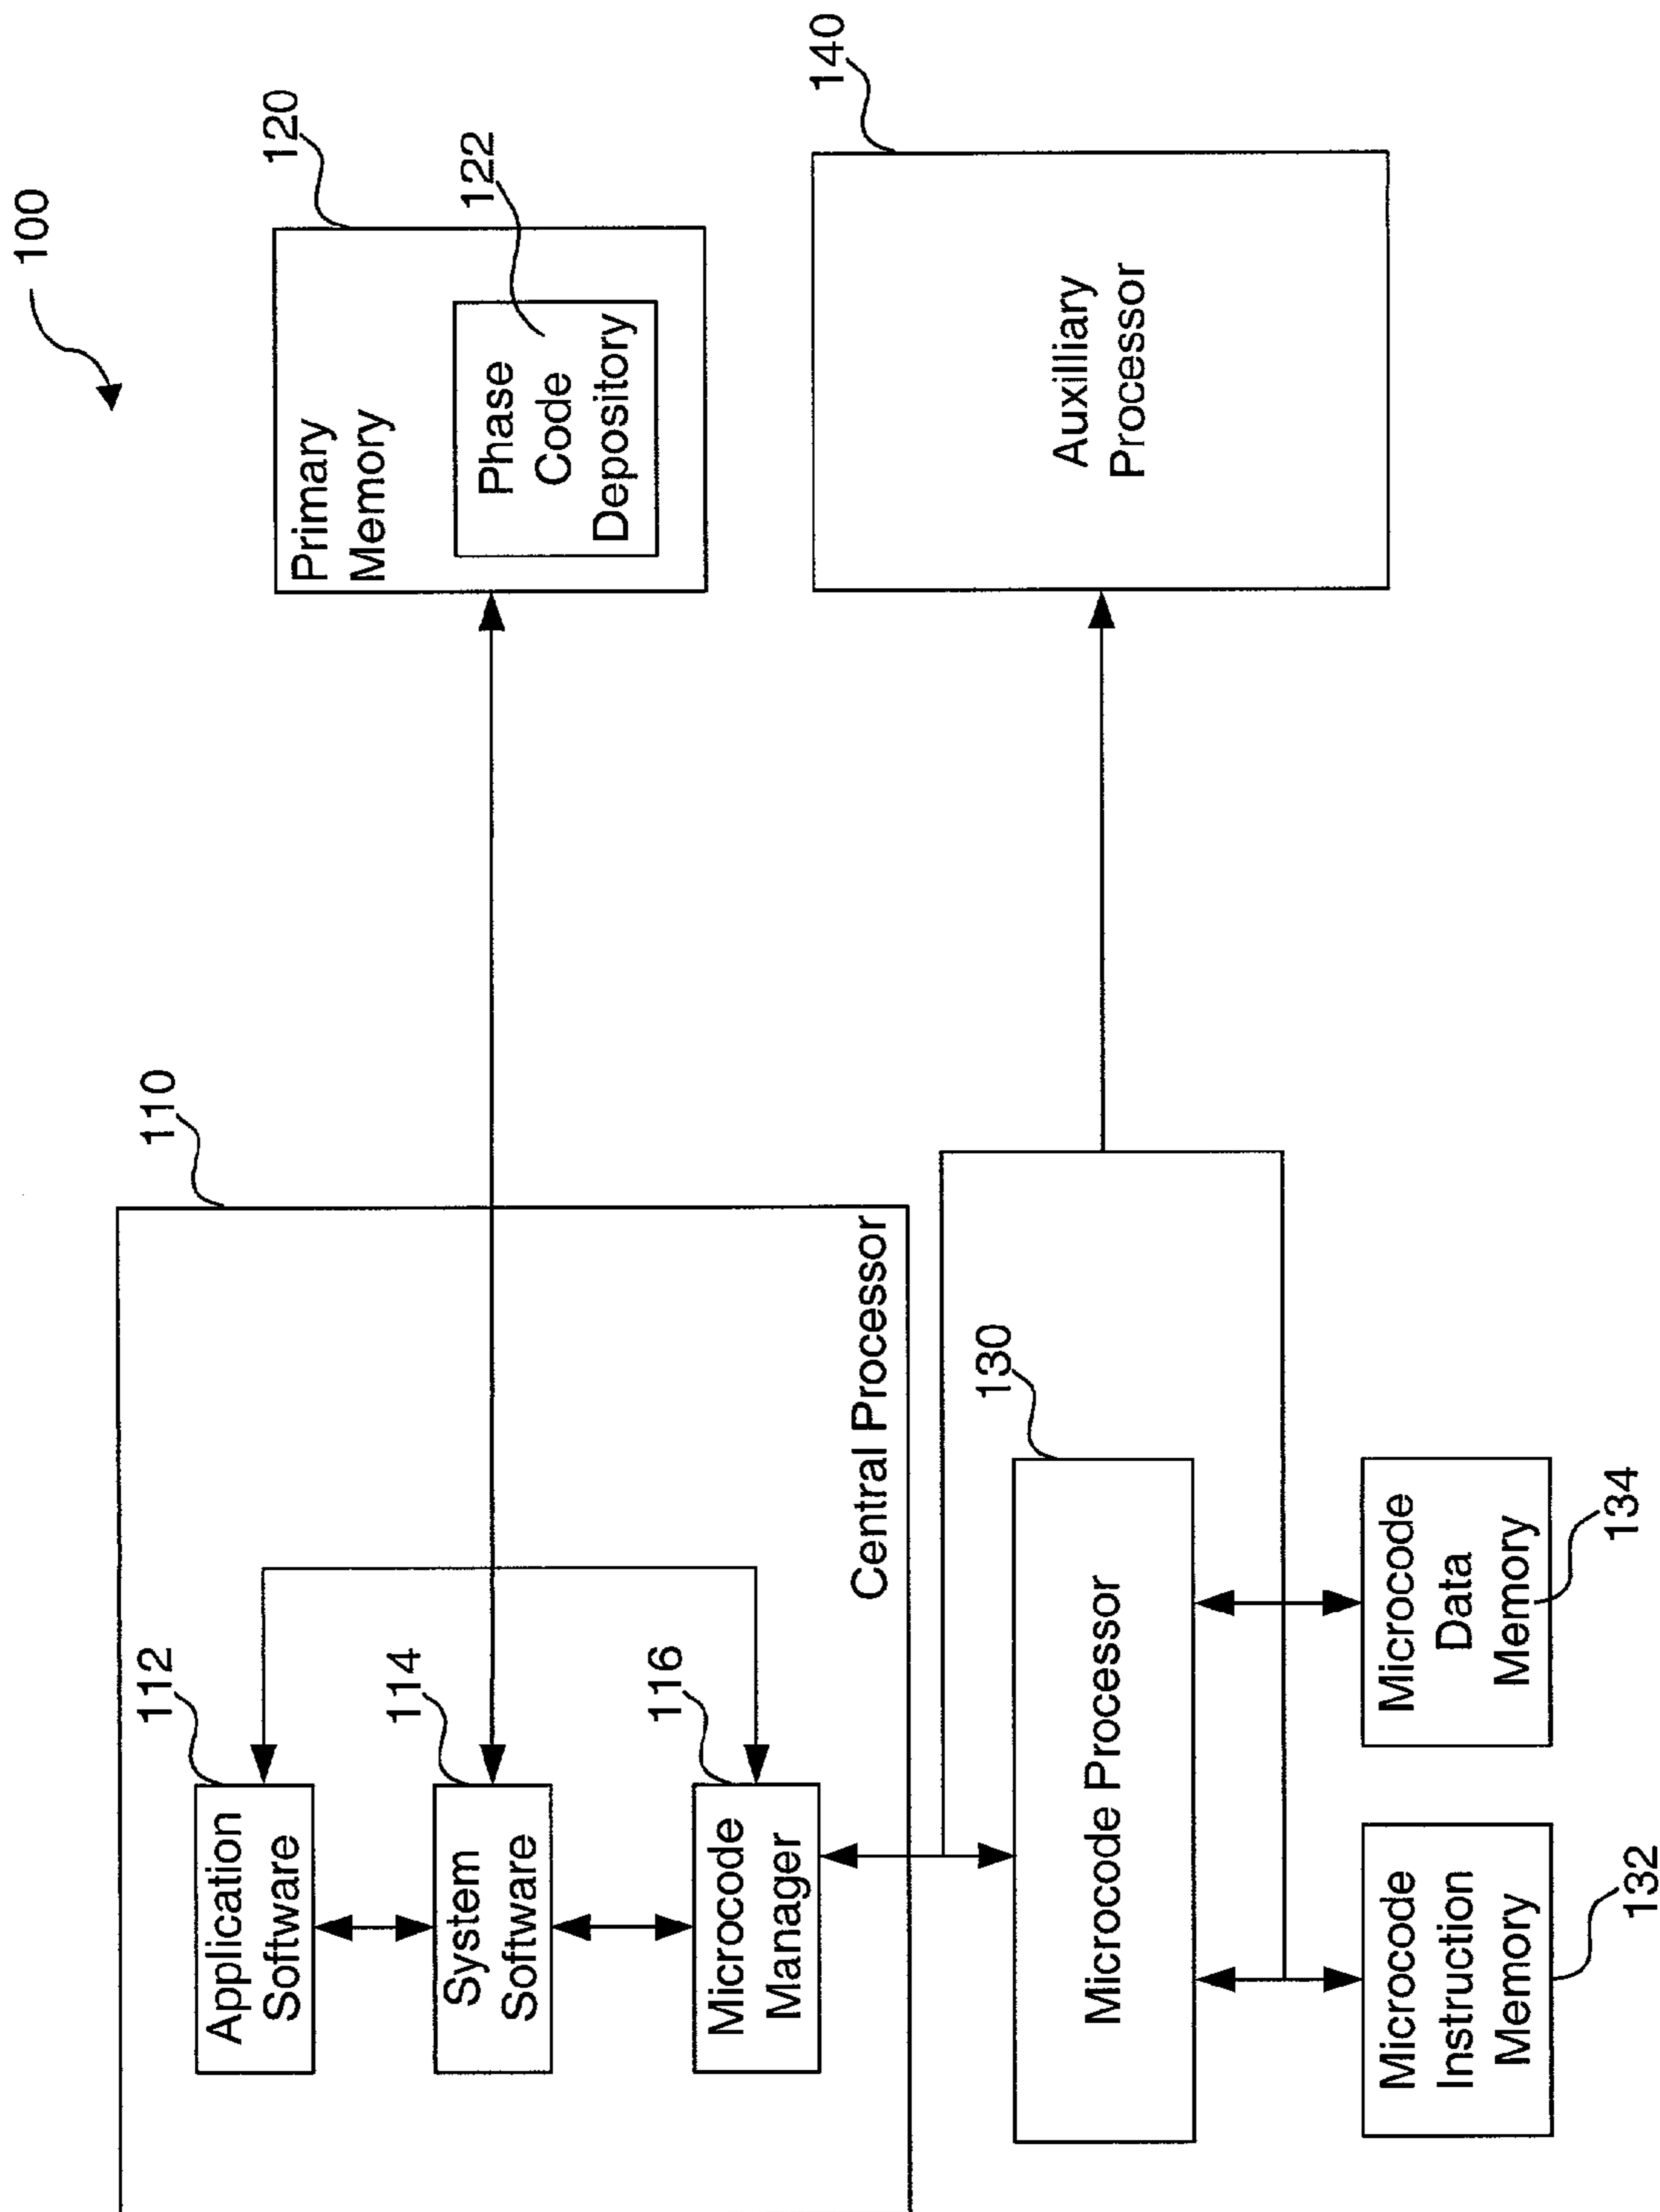 100
110
120
Primary
Memory
122
Phase
Code
Depository
112
Application
Software
114
System
Software
116
Microcode
Manager
Central Processor
140
Auxilliary
Processor
130
Microcode Processor
Microcode
Instruction
Memory
132
Microcode
Data
Memory
134